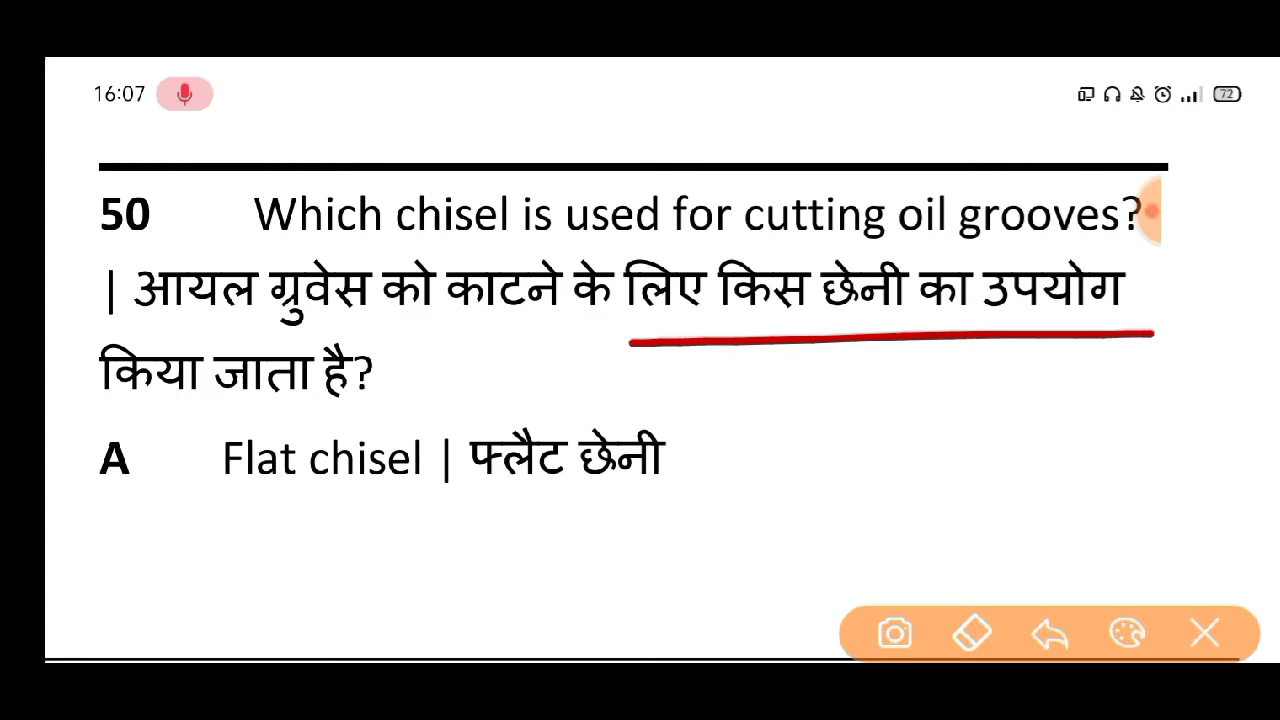 16:07
72
50 Which chisel is used for cutting oil grooves?
| आयल ग्रुवेस को काटने के लिए किस छेनी का उपयोग
किया जाता है?
A Flat chisel | फ्लैट छेनी